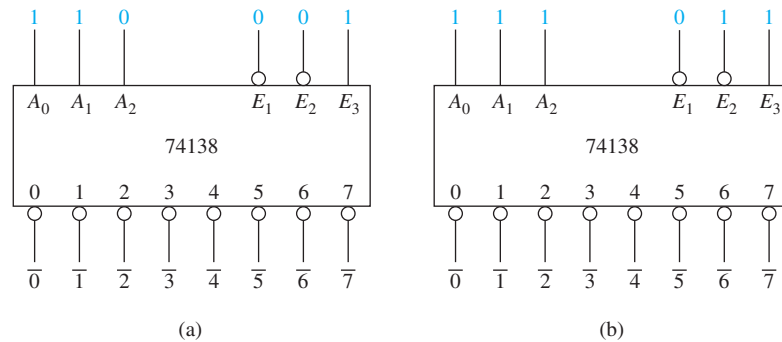 1 1 0 0 0 1
A0 A1 A2 E1 E2 E3
74138
0 1 2 3 4 5 6 7
0̅ 1̅ 2̅ 3̅ 4̅ 5̅ 6̅ 7̅
(a)
1 1 1 0 1 1
A0 A1 A2 E1 E2 E3
74138
0 1 2 3 4 5 6 7
0̅ 1̅ 2̅ 3̅ 4̅ 5̅ 6̅ 7̅
(b)